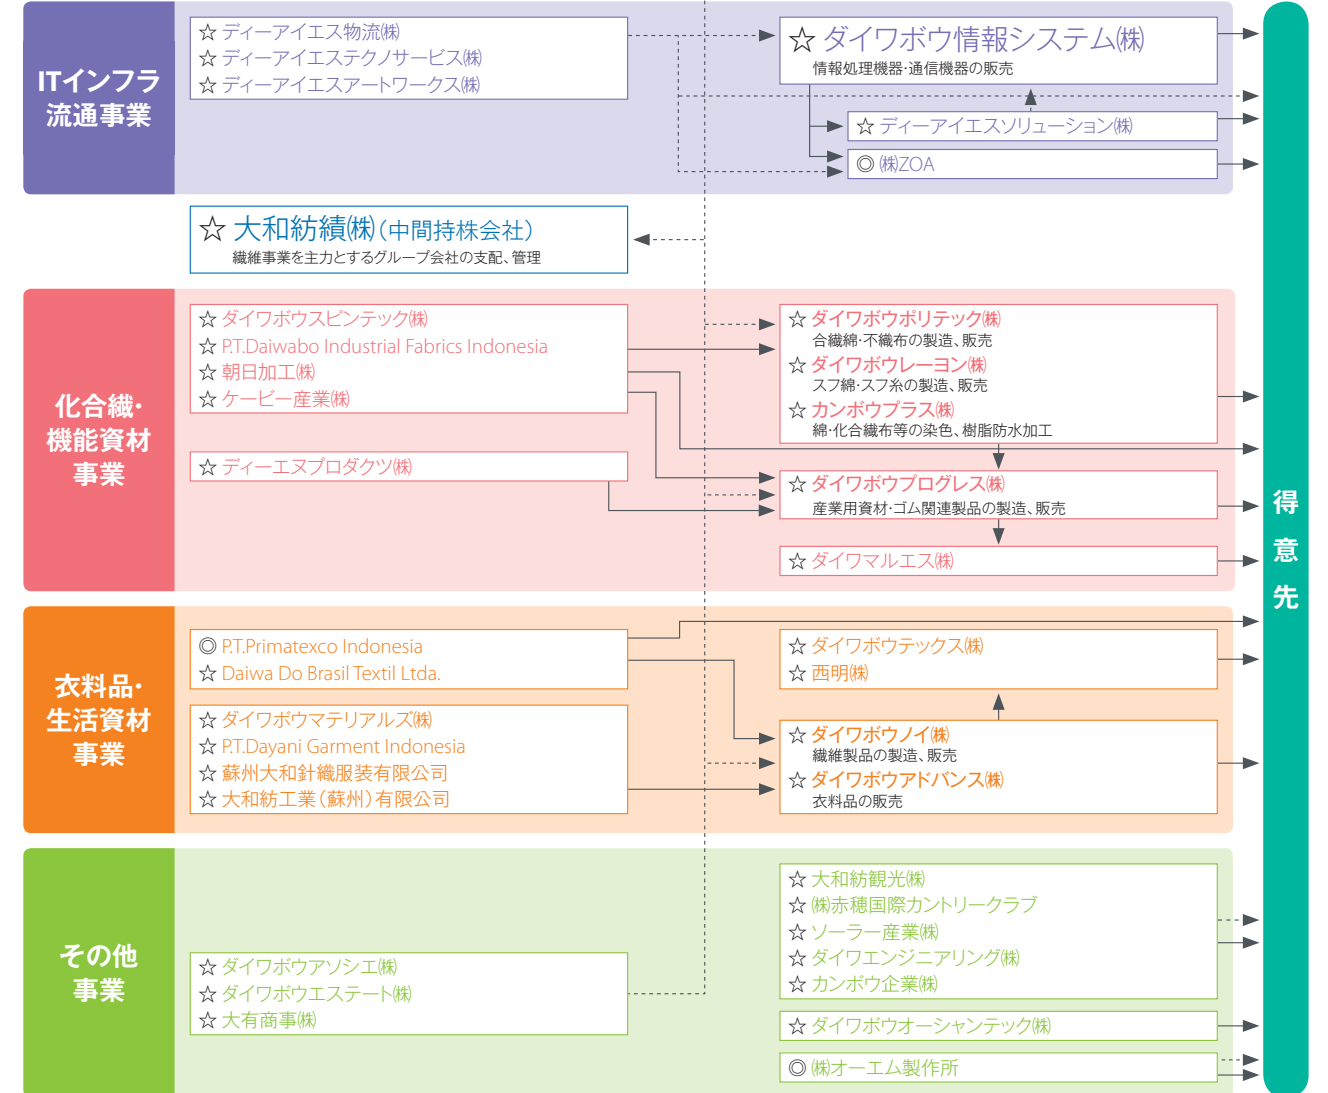 ITインフラ
流通事業
☆ ディーアイエス物流㈱
☆ ディーアイエステクノサービス㈱
☆ ディーアイエスアートワークス㈱
☆ ダイワボウ情報システム㈱
情報処理機器・通信機器の販売
☆ ディーアイエスソリューション㈱
◎ ㈱ZOA
☆ 大和紡績㈱(中間持株会社)
繊維事業を主力とするグループ会社の支配、管理
化合繊・
機能資材
事業
☆ ダイワボウスピンテック㈱
☆ P.T.Daiwabo Industrial Fabrics Indonesia
☆ 朝日加工㈱
☆ ケービー産業㈱
☆ ディーエヌプロダクツ㈱
☆ ダイワボウポリテック㈱
合繊綿・不織布の製造、販売
☆ ダイワボウレーヨン㈱
スフ綿・スフ糸の製造、販売
☆ カンボウプラス㈱
綿・化合繊布等の染色、樹脂防水加工
☆ ダイワボウプログレス㈱
産業用資材・ゴム関連製品の製造、販売
☆ ダイワマルエス㈱
衣料品・
生活資材
事業
◎ P.T.Primatexco Indonesia
☆ Daiwa Do Brasil Textil Ltda.
☆ ダイワボウマテリアルズ㈱
☆ P.T.Dayani Garment Indonesia
☆ 蘇州大和針織服装有限公司
☆ 大和紡工業(蘇州)有限公司
☆ ダイワボウテックス㈱
☆ 西明㈱
☆ ダイワボウノイ㈱
繊維製品の製造、販売
☆ ダイワボウアドバンス㈱
衣料品の販売
その他
事業
☆ ダイワボウアソシエ㈱
☆ ダイワボウエステート㈱
☆ 大有商事㈱
☆ 大和紡観光㈱
☆ ㈱赤穂国際カントリークラブ
☆ ソーラー産業㈱
☆ ダイワエンジニアリング㈱
☆ カンボウ企業㈱
☆ ダイワボウオーシャンテック㈱
◎ ㈱オーエム製作所
得意先